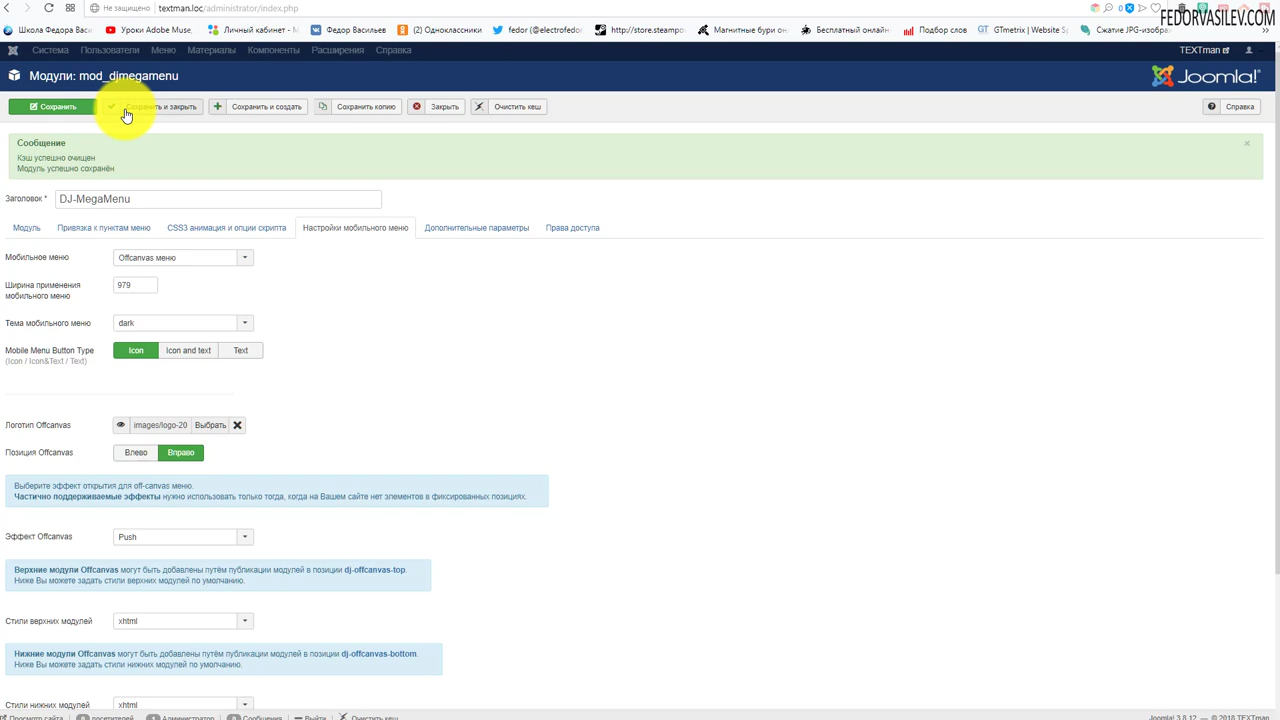 Не защищено textman.loc/administrator/index.php
FEDORVASILEV.COM
Школа Федора Васи
Уроки Adobe Muse,
Личный кабинет - М
Федор Васильев
(2) Одноклассники
fedor (@electrofedor
http://store.steampo
Магнитные бури он
Бесплатный онлайн
Подбор слов
GTmetrix | Website S
Сжатие JPG-изобра
Система Пользователи Меню Материалы Компоненты Расширения Справка
TEXTman
Модули: mod_djmegamenu
Joomla!
Сохранить Сохранить и закрыть Сохранить и создать Сохранить копию Закрыть Очистить кеш Справка
Сообщение
Кэш успешно очищен
Модуль успешно сохранён
×
Заголовок * DJ-MegaMenu
Модуль Привязка к пунктам меню CSS3 анимация и опции скрипта Настройки мобильного меню Дополнительные параметры Права доступа
Мобильное меню Offcanvas меню
Ширина применения
мобильного меню
979
Тема мобильного меню dark
Mobile Menu Button Type
(Icon / Icon&Text / Text)
Icon Icon and text Text
Логотип Offcanvas images/logo-20 Выбрать
Позиция Offcanvas Влево Вправо
Выберите эффект открытия для off-canvas меню.
Частично поддерживаемые эффекты нужно использовать только тогда, когда на Вашем сайте нет элементов в фиксированных позициях.
Эффект Offcanvas Push
Верхние модули Offcanvas могут быть добавлены путём публикации модулей в позиции dj-offcanvas-top.
Ниже Вы можете задать стили верхних модулей по умолчанию.
Стили верхних модулей xhtml
Нижние модули Offcanvas могут быть добавлены путём публикации модулей в позиции dj-offcanvas-bottom.
Ниже Вы можете задать стили нижних модулей по умолчанию.
Стили нижних модулей xhtml
Просмотр сайта 0 посетителей 1 Администратор 0 Сообщения Выйти Очистить кеш
Joomla! 3.8.12 — © 2018 TEXTman